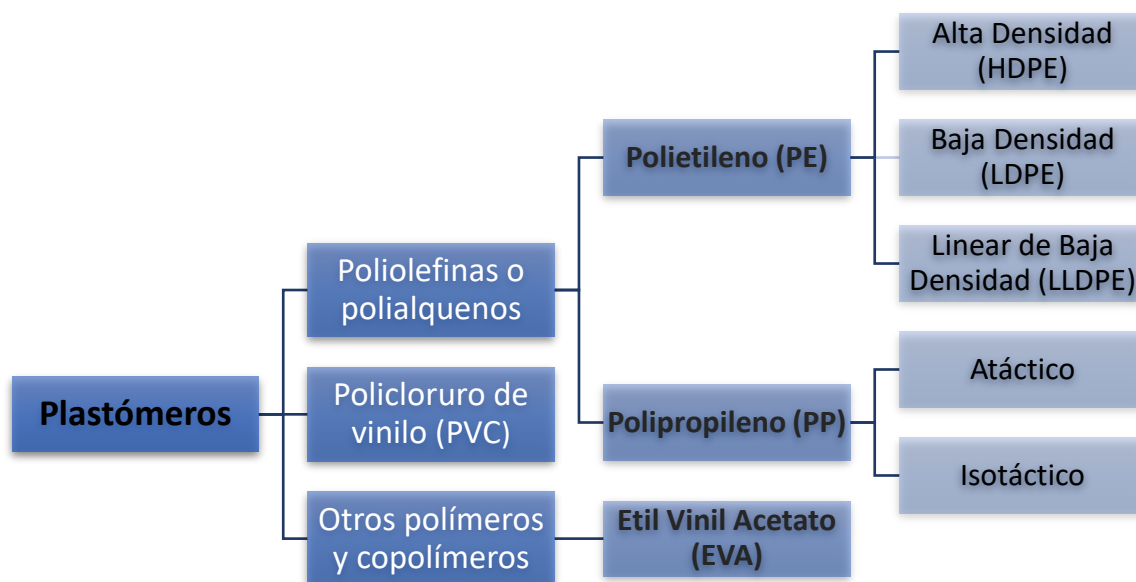 Plastómeros
Poliolefinas o
polialquenos
Policloruro de
vinilo (PVC)
Otros polímeros
y copolímeros
Polietileno (PE)
Polipropileno (PP)
Etil Vinil Acetato
(EVA)
Alta Densidad
(HDPE)
Baja Densidad
(LDPE)
Linear de Baja
Densidad (LLDPE)
Atáctico
Isotáctico